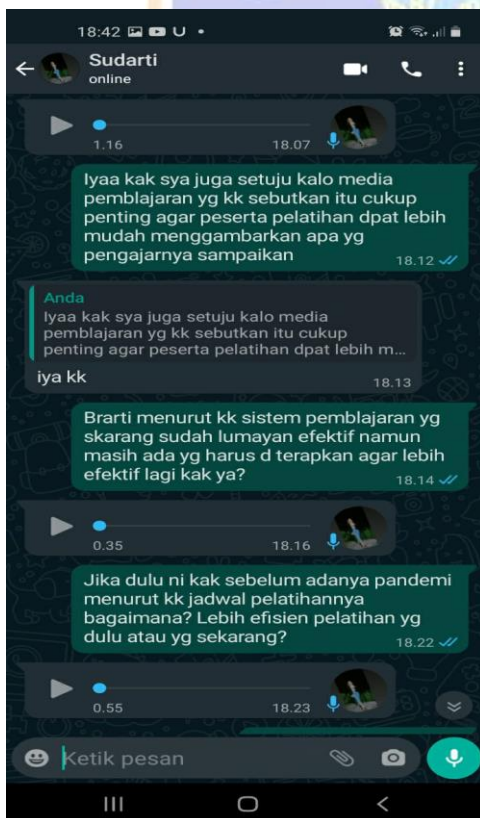 18:42
Sudarti
online
1.16 18.07
Iyaa kak sya juga setuju kalo media
pemblajaran yg kk sebutkan itu cukup
penting agar peserta pelatihan dpat lebih
mudah menggambarkan apa yg
pengajarnya sampaikan 18.12
Anda
Iyaa kak sya juga setuju kalo media
pemblajaran yg kk sebutkan itu cukup
penting agar peserta pelatihan dpat lebih m...
iya kk 18.13
Brarti menurut kk sistem pemblajaran yg
skarang sudah lumayan efektif namun
masih ada yg harus d terapkan agar lebih
efektif lagi kak ya? 18.14
0.35 18.16
Jika dulu ni kak sebelum adanya pandemi
menurut kk jadwal pelatihannya
bagaimana? Lebih efisien pelatihan yg
dulu atau yg sekarang? 18.22
0.55 18.23
Ketik pesan